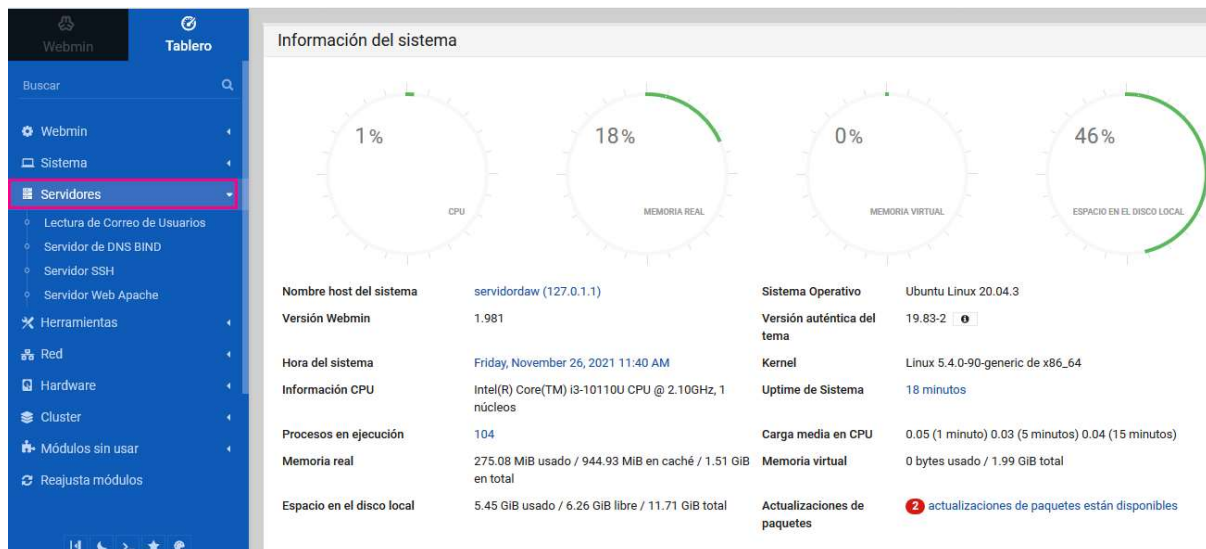 Webmin
Tablero
Buscar
Webmin
Sistema
Servidores
Lectura de Correo de Usuarios
Servidor de DNS BIND
Servidor SSH
Servidor Web Apache
Herramientas
Red
Hardware
Cluster
Módulos sin usar
Reajusta módulos
Información del sistema
1%
CPU
18%
MEMORIA REAL
0%
MEMORIA VIRTUAL
46%
ESPACIO EN EL DISCO LOCAL
Nombre host del sistema
servidordaw (127.0.1.1)
Sistema Operativo
Ubuntu Linux 20.04.3
Versión Webmin
1.981
Versión auténtica del
tema
19.83-2
Hora del sistema
Friday, November 26, 2021 11:40 AM
Kernel
Linux 5.4.0-90-generic de x86_64
Información CPU
Intel(R) Core(TM) i3-10110U CPU @ 2.10GHz, 1
núcleos
Uptime de Sistema
18 minutos
Procesos en ejecución
104
Carga media en CPU
0.05 (1 minuto) 0.03 (5 minutos) 0.04 (15 minutos)
Memoria real
275.08 MiB usado / 944.93 MiB en caché / 1.51 GiB
en total
Memoria virtual
0 bytes usado / 1.99 GiB total
Espacio en el disco local
5.45 GiB usado / 6.26 GiB libre / 11.71 GiB total
Actualizaciones de
paquetes
2 actualizaciones de paquetes están disponibles